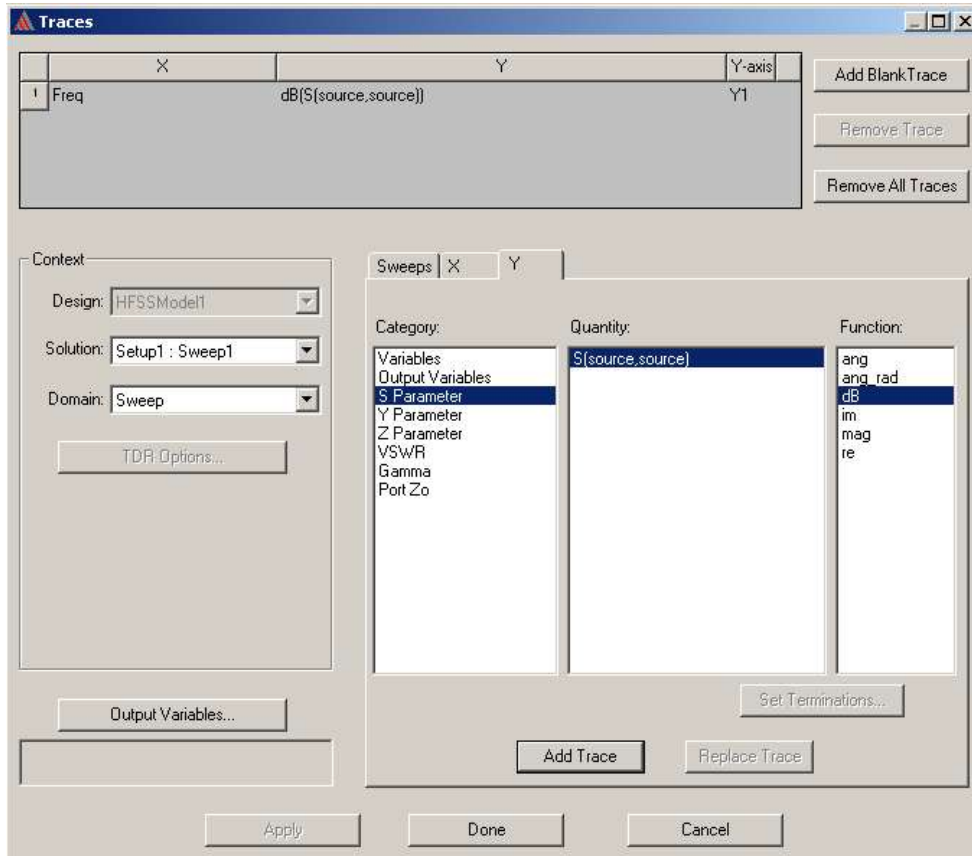 Traces
X Y Y-axis
1 Freq dB(S(source,source)) Y1
Add BlankTrace
Remove Trace
Remove All Traces
Context
Design: HFSSModel1
Solution: Setup1 : Sweep1
Domain: Sweep
TDR Options...
Output Variables...
Sweeps X Y
Category: Quantity: Function:
Variables
Output Variables
S Parameter
Y Parameter
Z Parameter
VSWR
Gamma
Port Zo
S(source,source)
ang
ang_rad
dB
im
mag
re
Set Terminations...
Add Trace Replace Trace
Apply Done Cancel